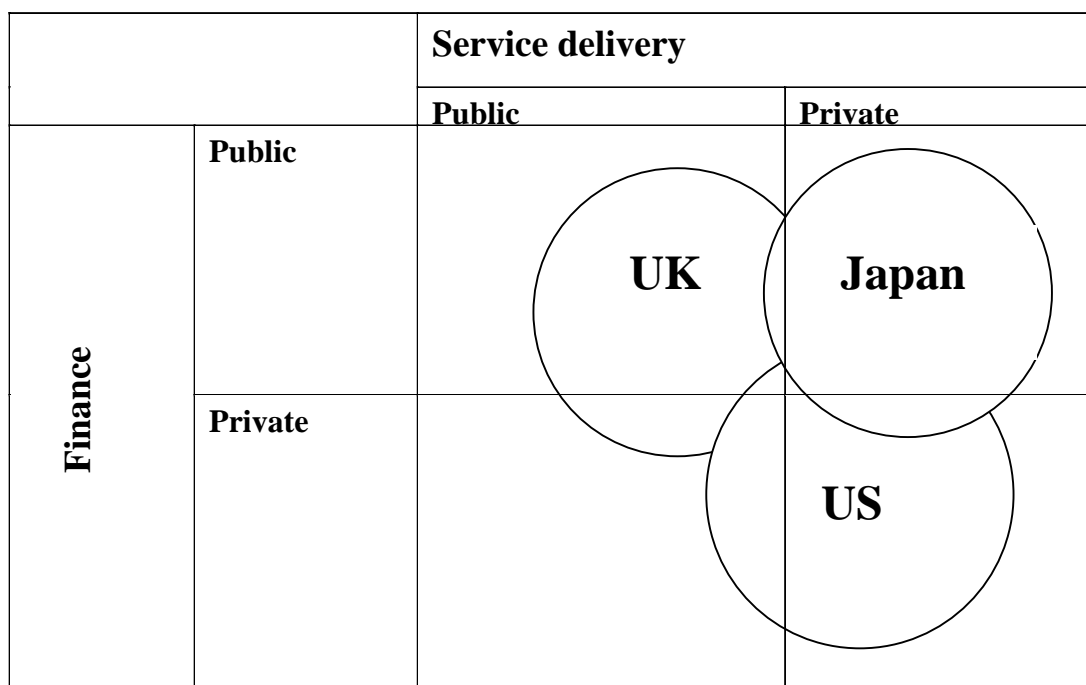 Service delivery
Public
Private
Public
UK
Japan
Finance
Private
US